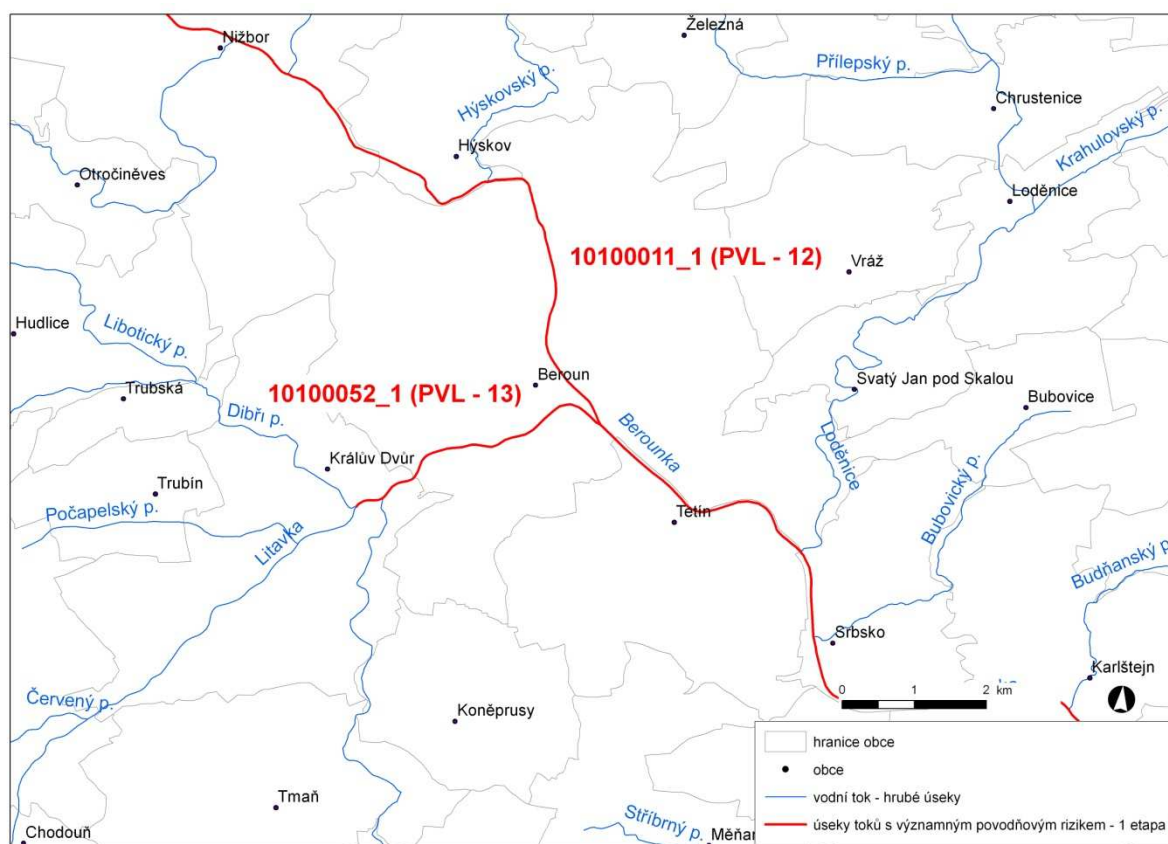 Nižbor
Železná
Přílepský p.
Hýskovský p.
Chrustenice
Krahulovský p.
Hýskov
Otročiněves
Loděnice
10100011_1 (PVL - 12)
Vráž
Hudlice
Libotický p.
Trubská
10100052_1 (PVL - 13)
Beroun
Svatý Jan pod Skalou
Bubovice
Dibři p.
Berounka
Loděnice
Králův Dvůr
Trubín
Bubovický p.
Počapelský p.
Litavka
Tetín
Budňanský p.
Srbsko
Karlštejn
0 1 2 km
Červený p.
Koněprusy
hranice obce
obce
vodní tok - hrubé úseky
úseky toků s významným povodňovým rizikem - 1 etapa
Tmaň
Stříbrný p.
Měňan
Chodouň